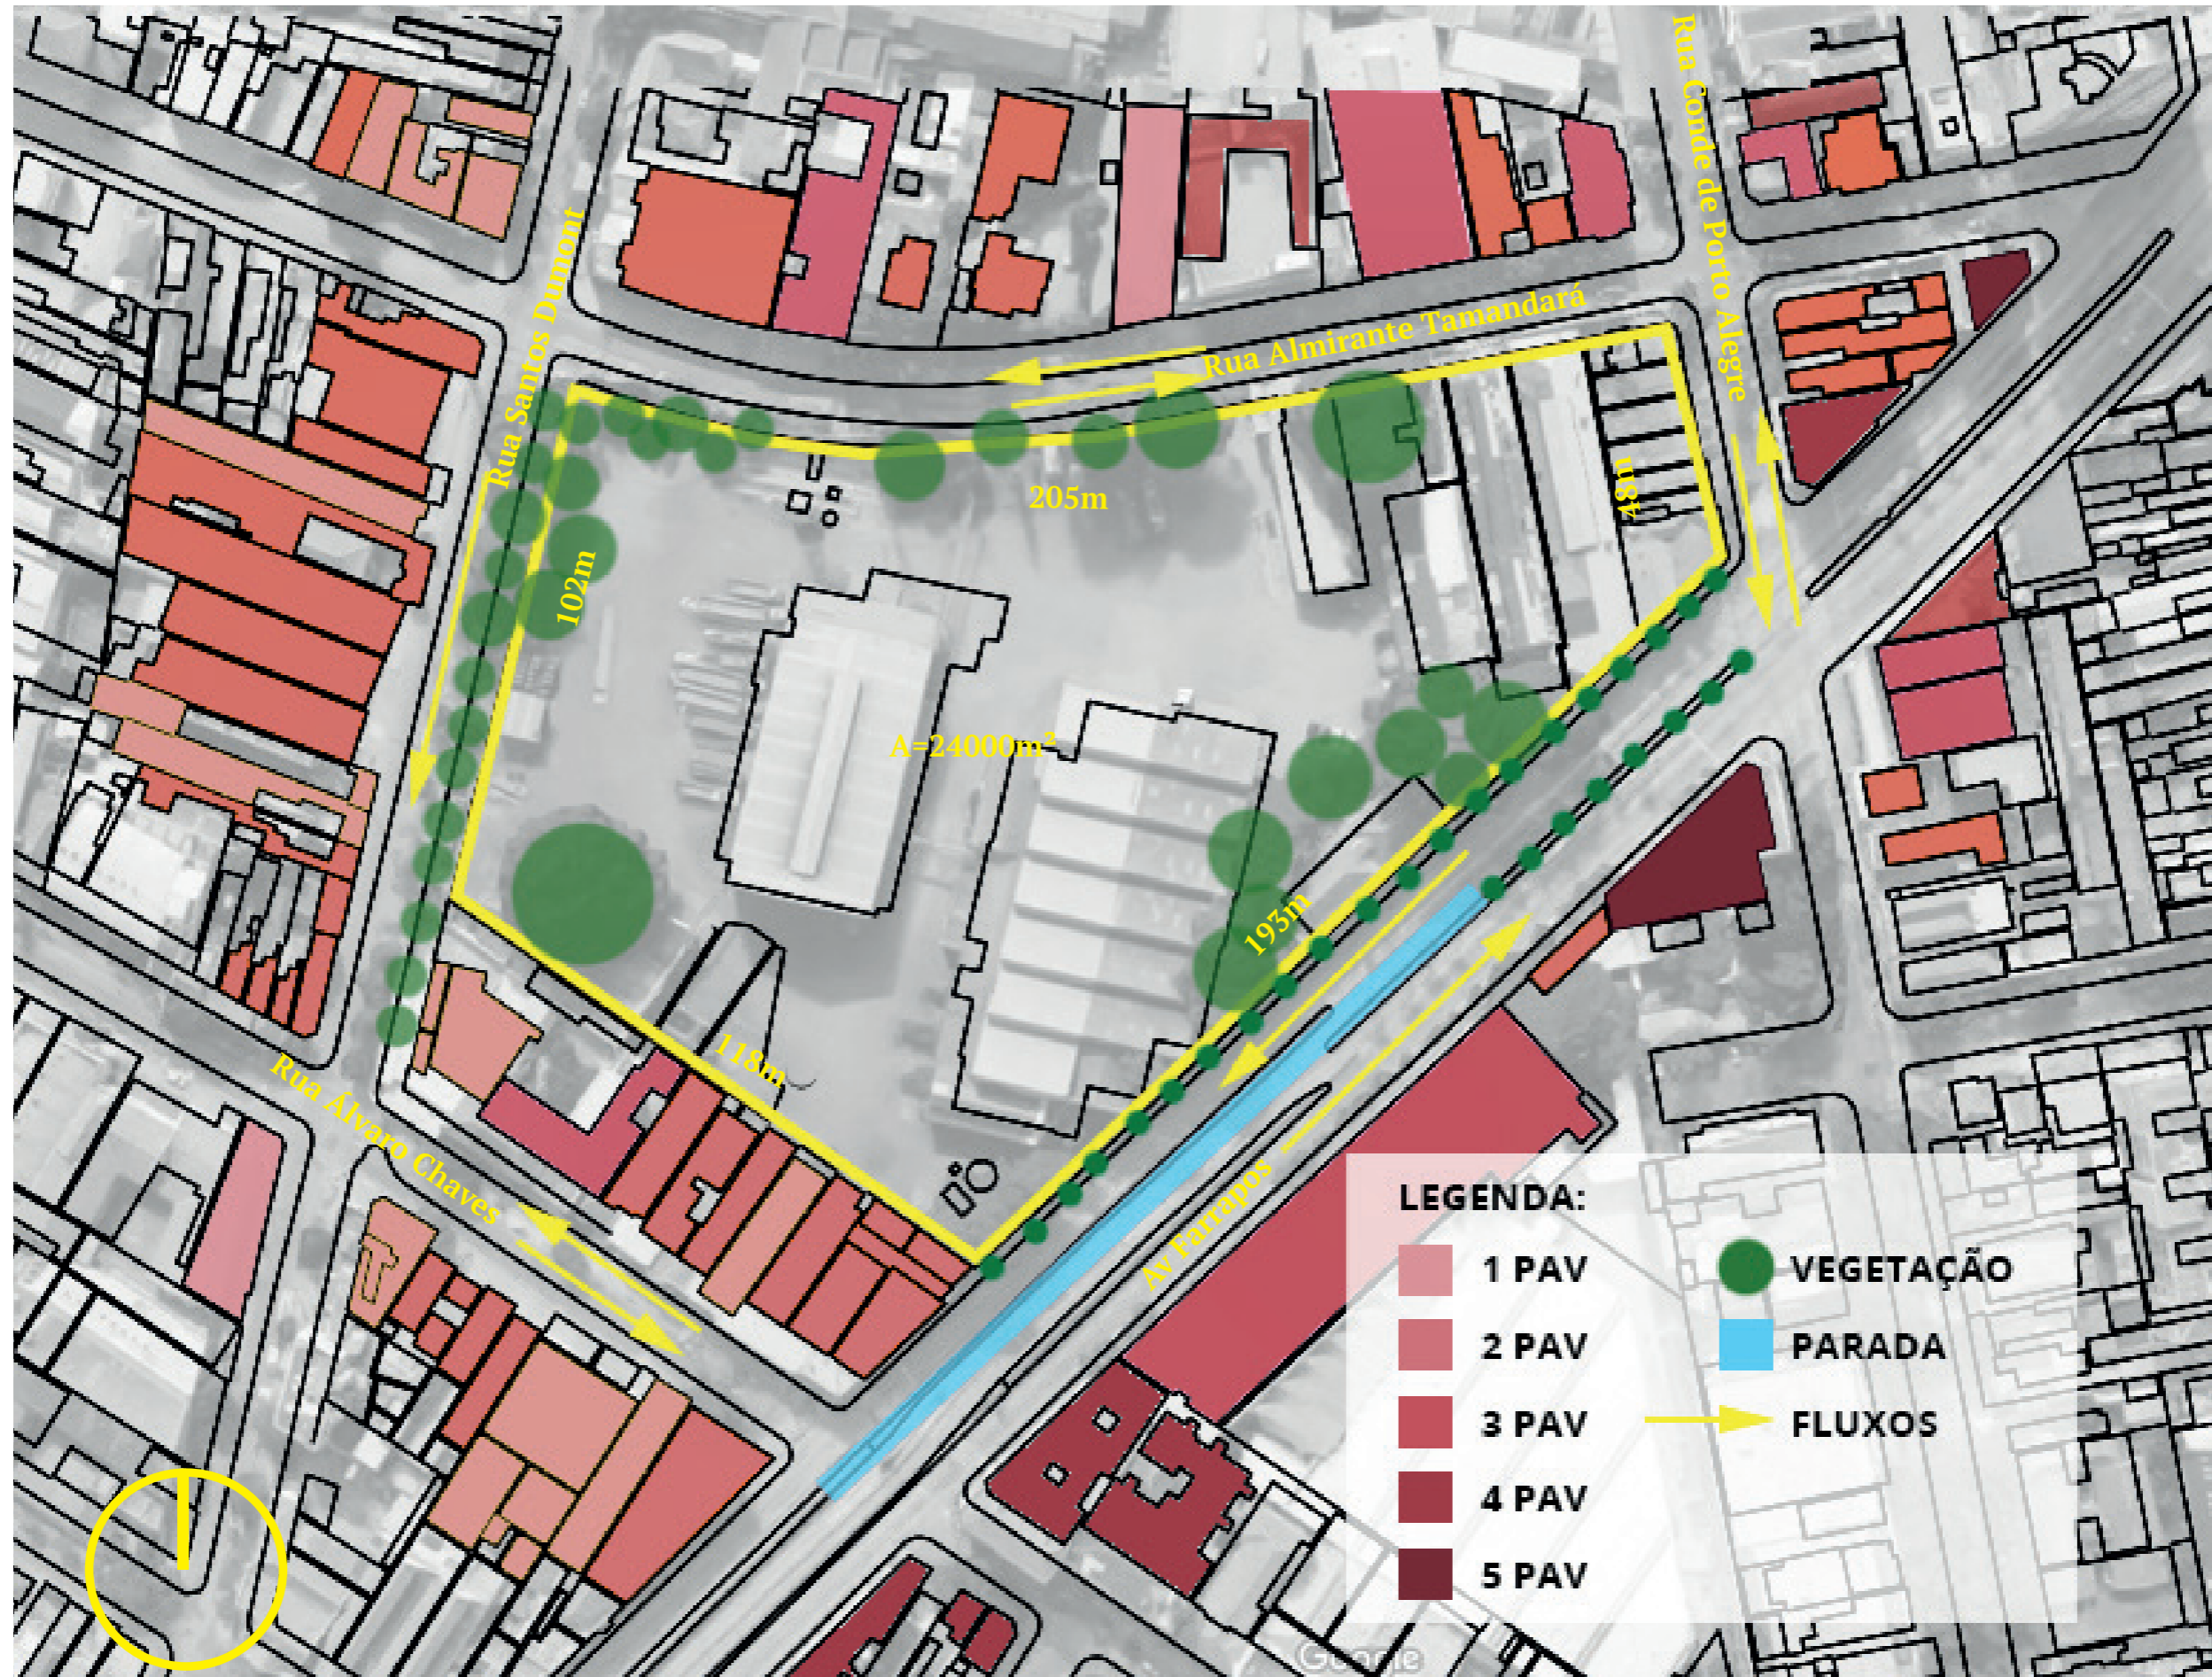 Rua Conde de Porto Alegre
Rua Santos Dumont
Rua Almirante Tamandará
205m
48m
102m
A=24000m²
193m
118m
Rua Álvaro Chaves
Av Farrapos
LEGENDA:
1 PAV
2 PAV
3 PAV
4 PAV
5 PAV
VEGETAÇÃO
PARADA
FLUXOS
Google